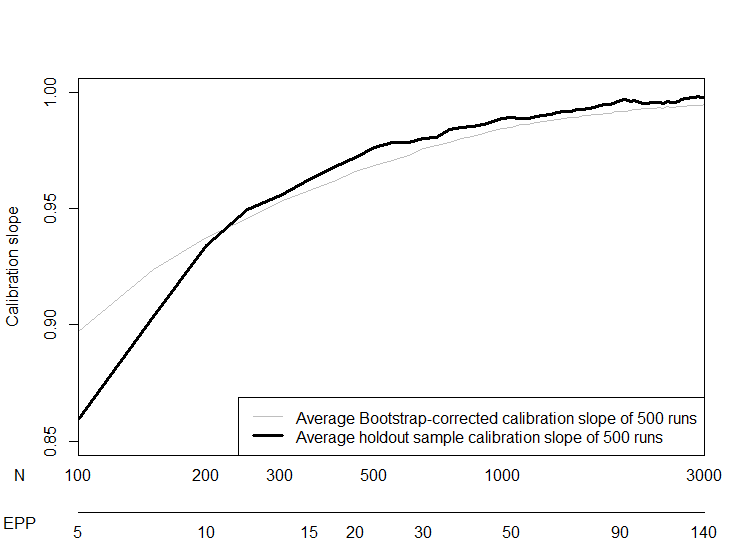 Calibration slope
1.00
0.95
0.90
0.85
Average Bootstrap-corrected calibration slope of 500 runs
Average holdout sample calibration slope of 500 runs
N 100 200 300 500 1000 3000
EPP 5 10 15 20 30 50 90 140